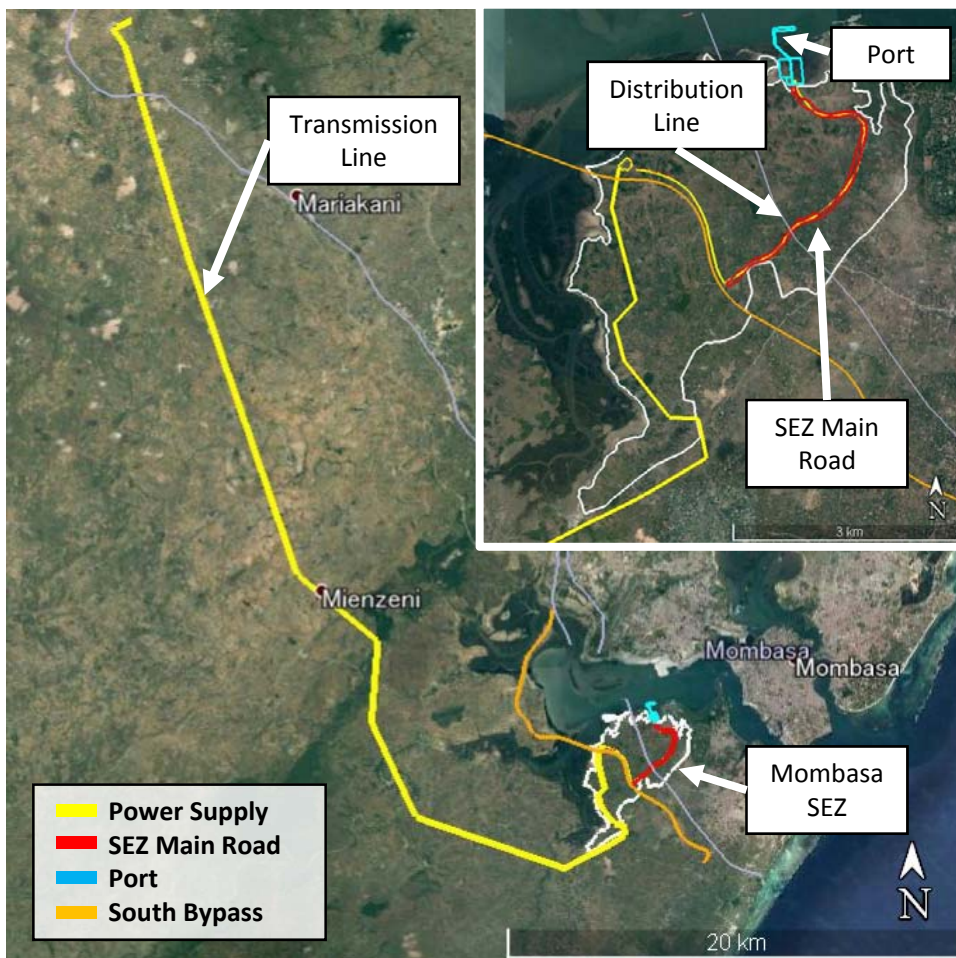 Transmission
Line
Mariakani
Mienzeni
Port
Distribution
Line
SEZ Main
Road
N
3 km
Mombasa
Mombasa
Mombasa
SEZ
Power Supply
SEZ Main Road
Port
South Bypass
N
20 km